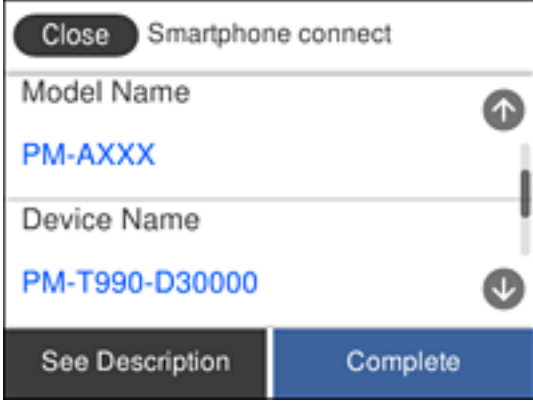 Close Smartphone connect
Model Name
PM-AXXX
Device Name
PM-T990-D30000
See Description Complete